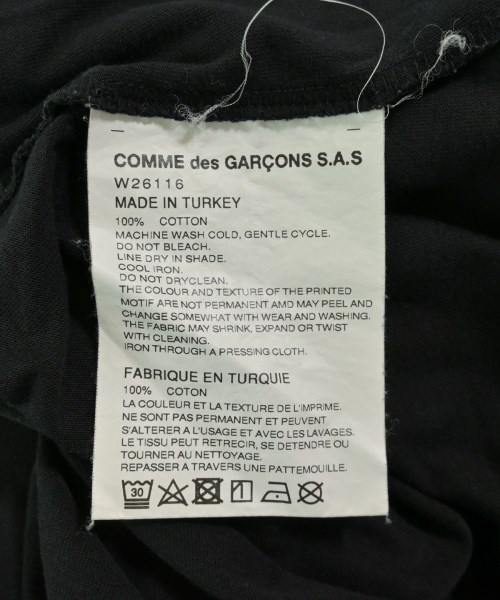 COMME des GARÇONS S.A.S
W26116
MADE IN TURKEY
100% COTTON
MACHINE WASH COLD, GENTLE CYCLE.
DO NOT BLEACH.
LINE DRY IN SHADE.
COOL IRON.
DO NOT DRYCLEAN.
THE COLOUR AND TEXTURE OF THE PRINTED
MOTIF ARE NOT PERMANENT AMD MAY PEEL AND
CHANGE SOMEWHAT WITH WEAR AND WASHING.
THE FABRIC MAY SHRINK, EXPAND OR TWIST
WITH CLEANING.
IRON THROUGH A PRESSING CLOTH.
FABRIQUE EN TURQUIE
100% COTON
LA COULEUR ET LA TEXTURE DE L'IMPRIME.
NE SONT PAS PERMANENT ET PEUVENT
S'ALTERER A L'USAGE ET AVEC LES LAVAGES.
LE TISSU PEUT RETRECIR, SE DETENDRE OU
TOURNER AU NETTOYAGE.
REPASSER A TRAVERS UNE PATTEMOUILLE.
30